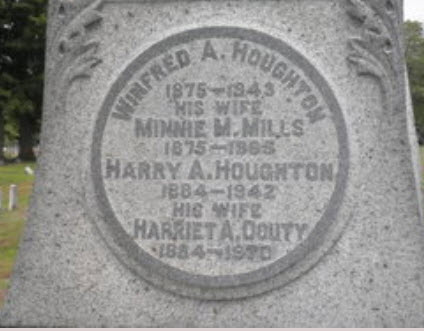 WINFRED A. HOUGHTON
1875–1943
HIS WIFE
MINNIE M. MILLS
1875–1965
HARRY A. HOUGHTON
1884–1942
HIS WIFE
HARRIET A. DOUTY
1884–1970